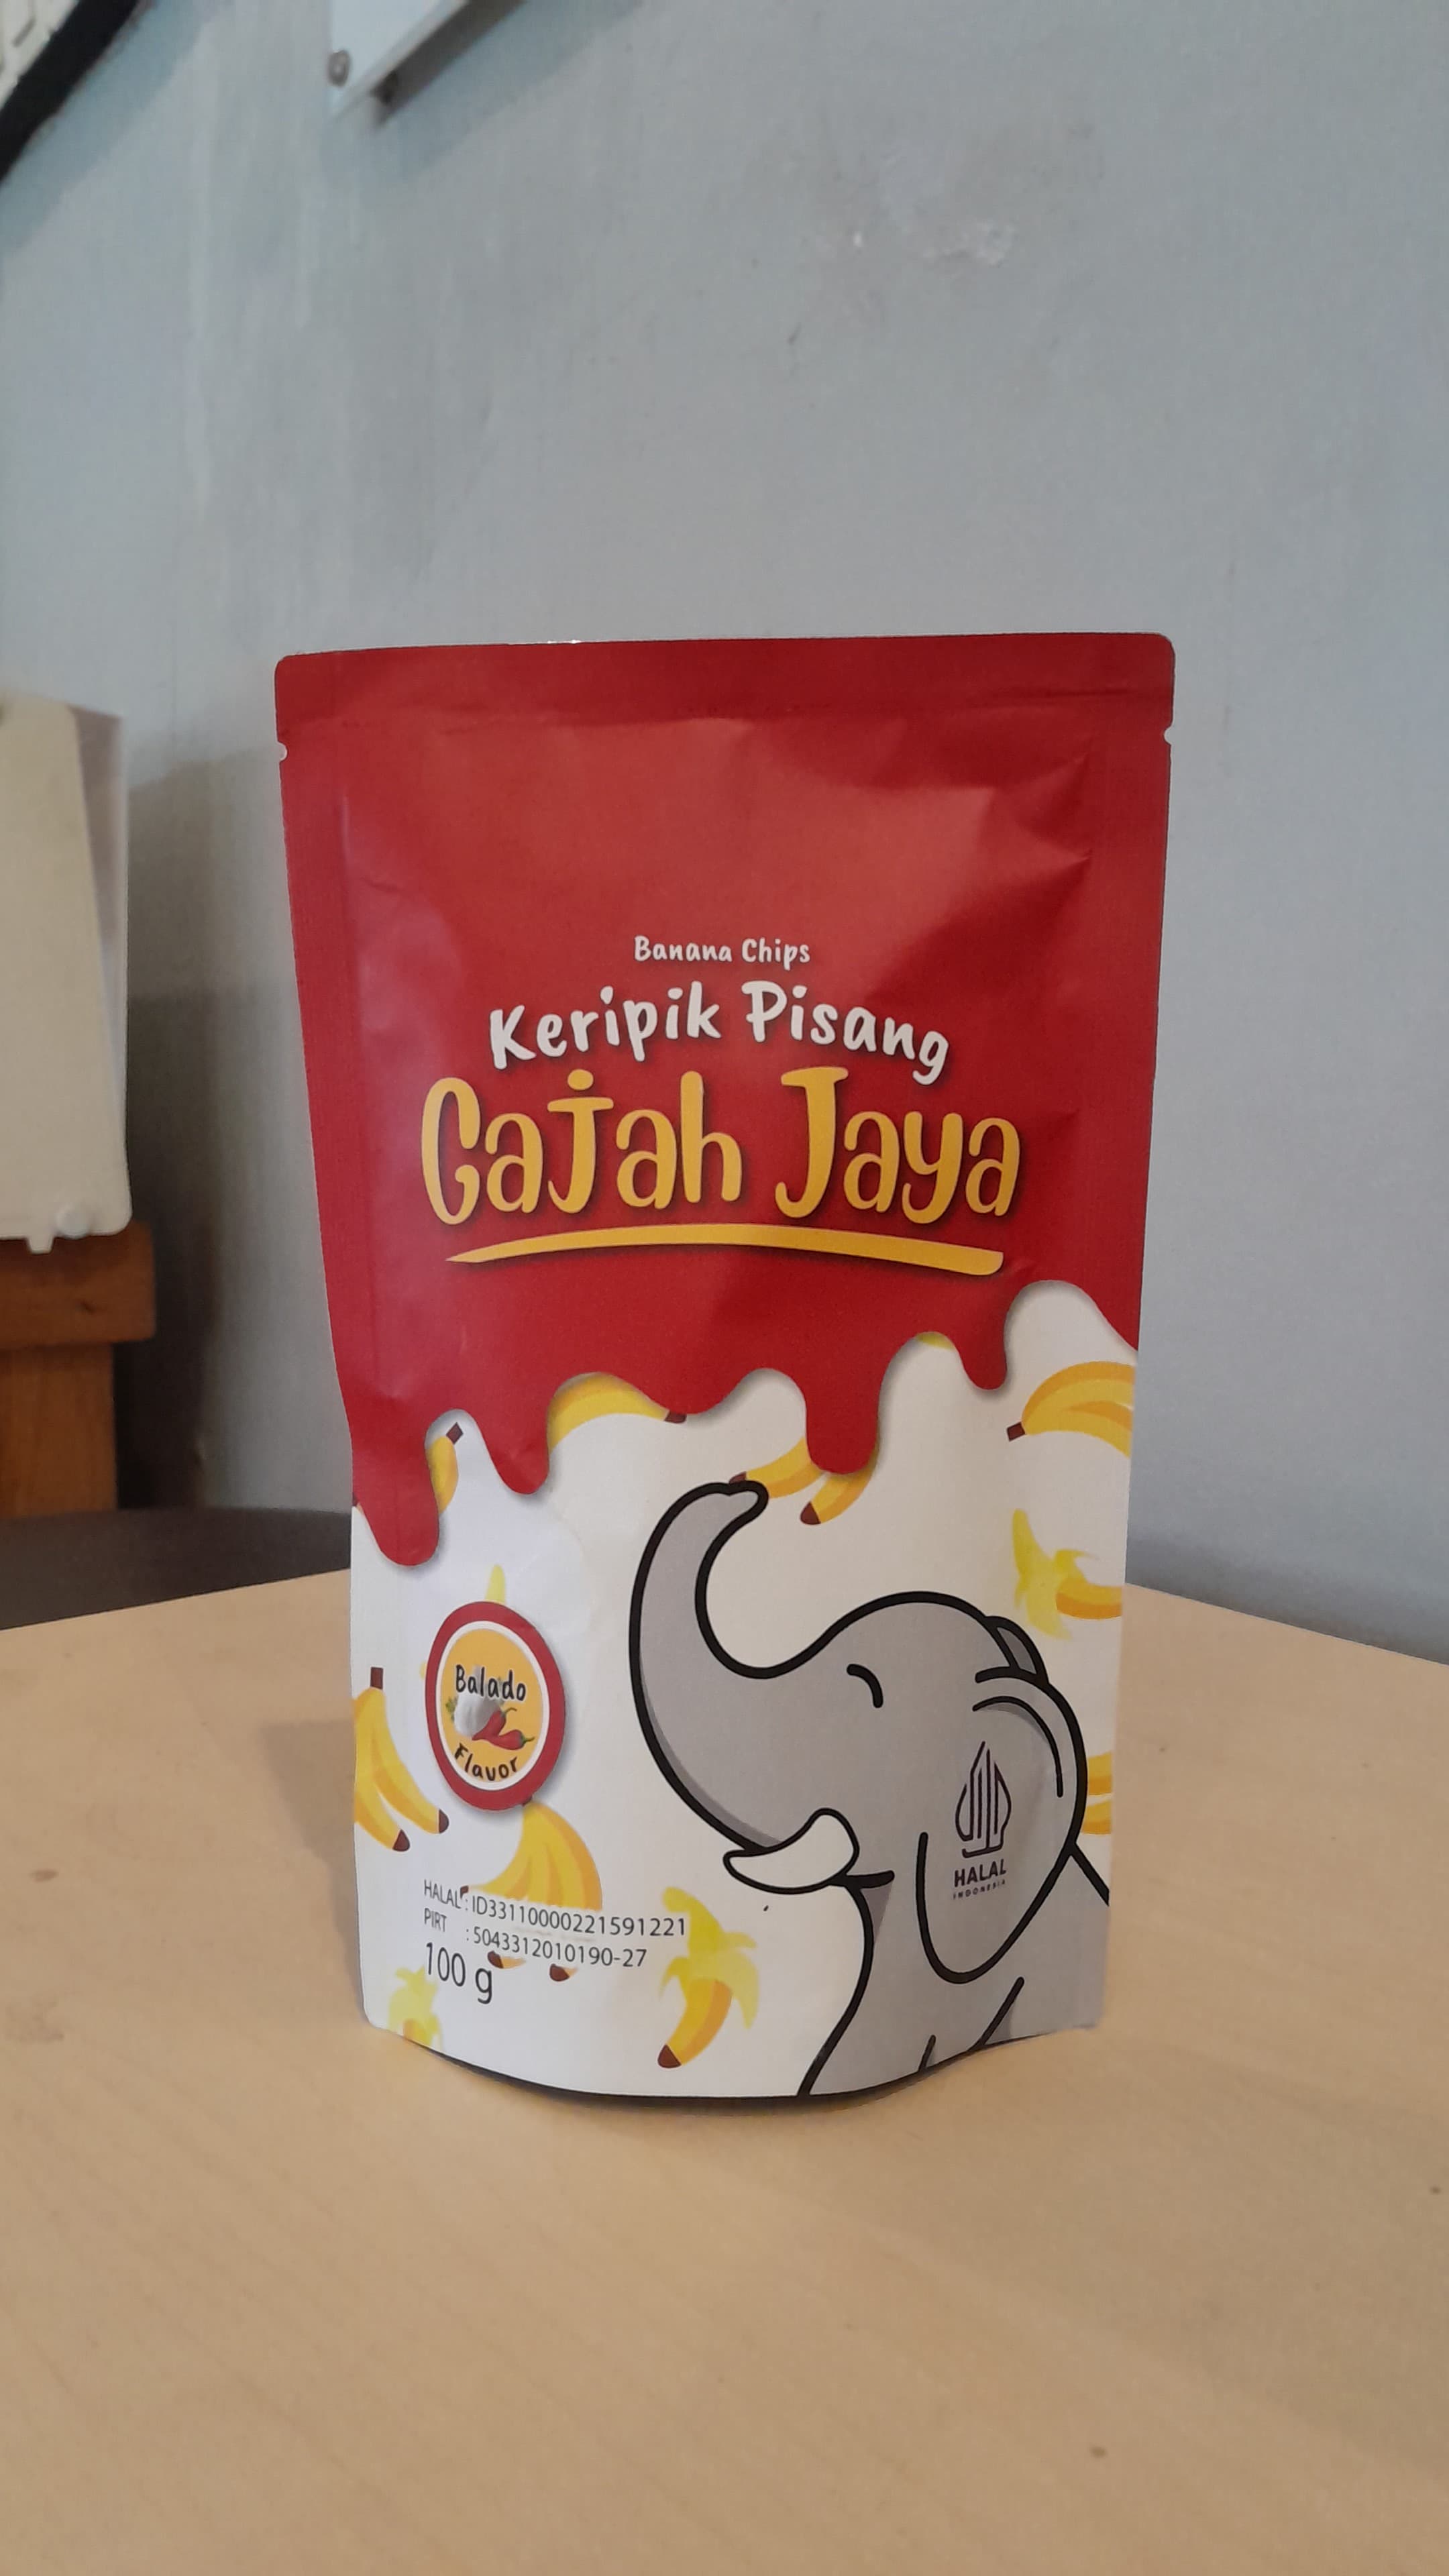 Banana Chips
Keripik Pisang
Gajah Jaya
Balado
Flavor
HALAL
INDONESIA
HALAL : ID33110000221591221
PIRT : 5043312010190-27
100 g